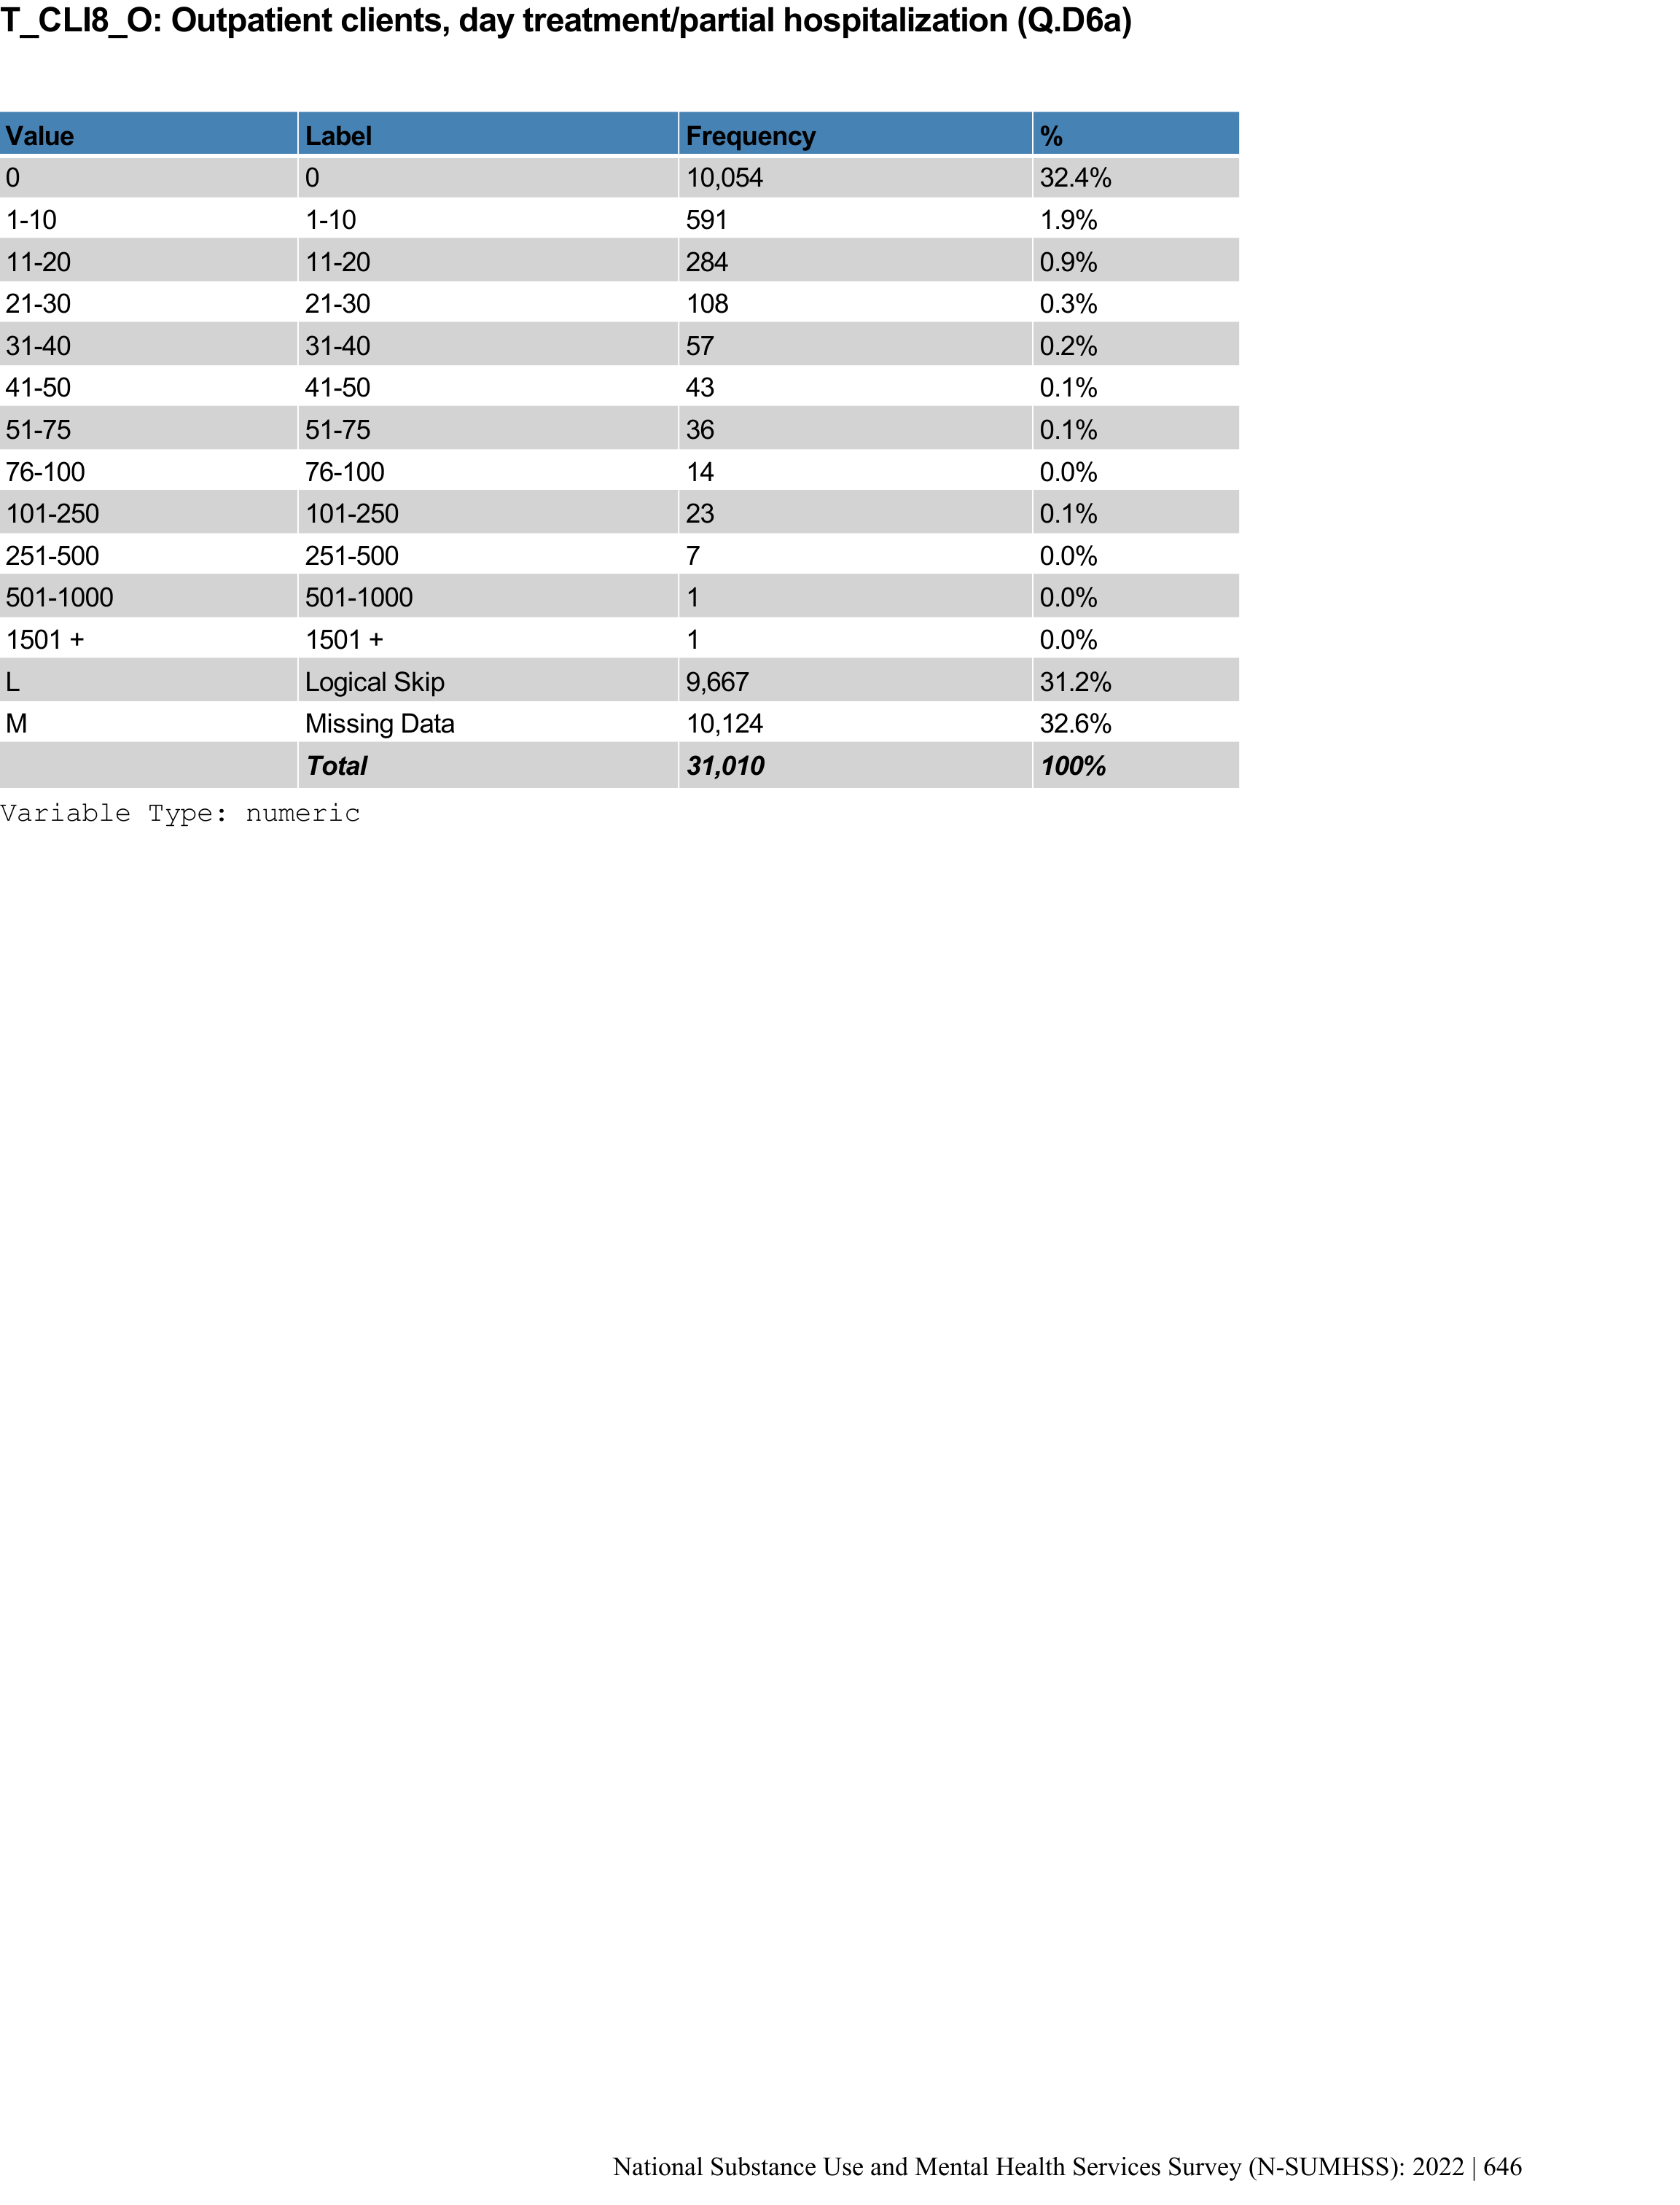 T_CLI8_O: Outpatient clients, day treatment/partial hospitalization (Q.D6a)
Value Label Frequency %
0 0 10,054 32.4%
1-10 1-10 591 1.9%
11-20 11-20 284 0.9%
21-30 21-30 108 0.3%
31-40 31-40 57 0.2%
41-50 41-50 43 0.1%
51-75 51-75 36 0.1%
76-100 76-100 14 0.0%
101-250 101-250 23 0.1%
251-500 251-500 7 0.0%
501-1000 501-1000 1 0.0%
1501 + 1501 + 1 0.0%
L Logical Skip 9,667 31.2%
M Missing Data 10,124 32.6%
Total 31,010 100%
Variable Type: numeric
National Substance Use and Mental Health Services Survey (N-SUMHSS): 2022 | 646